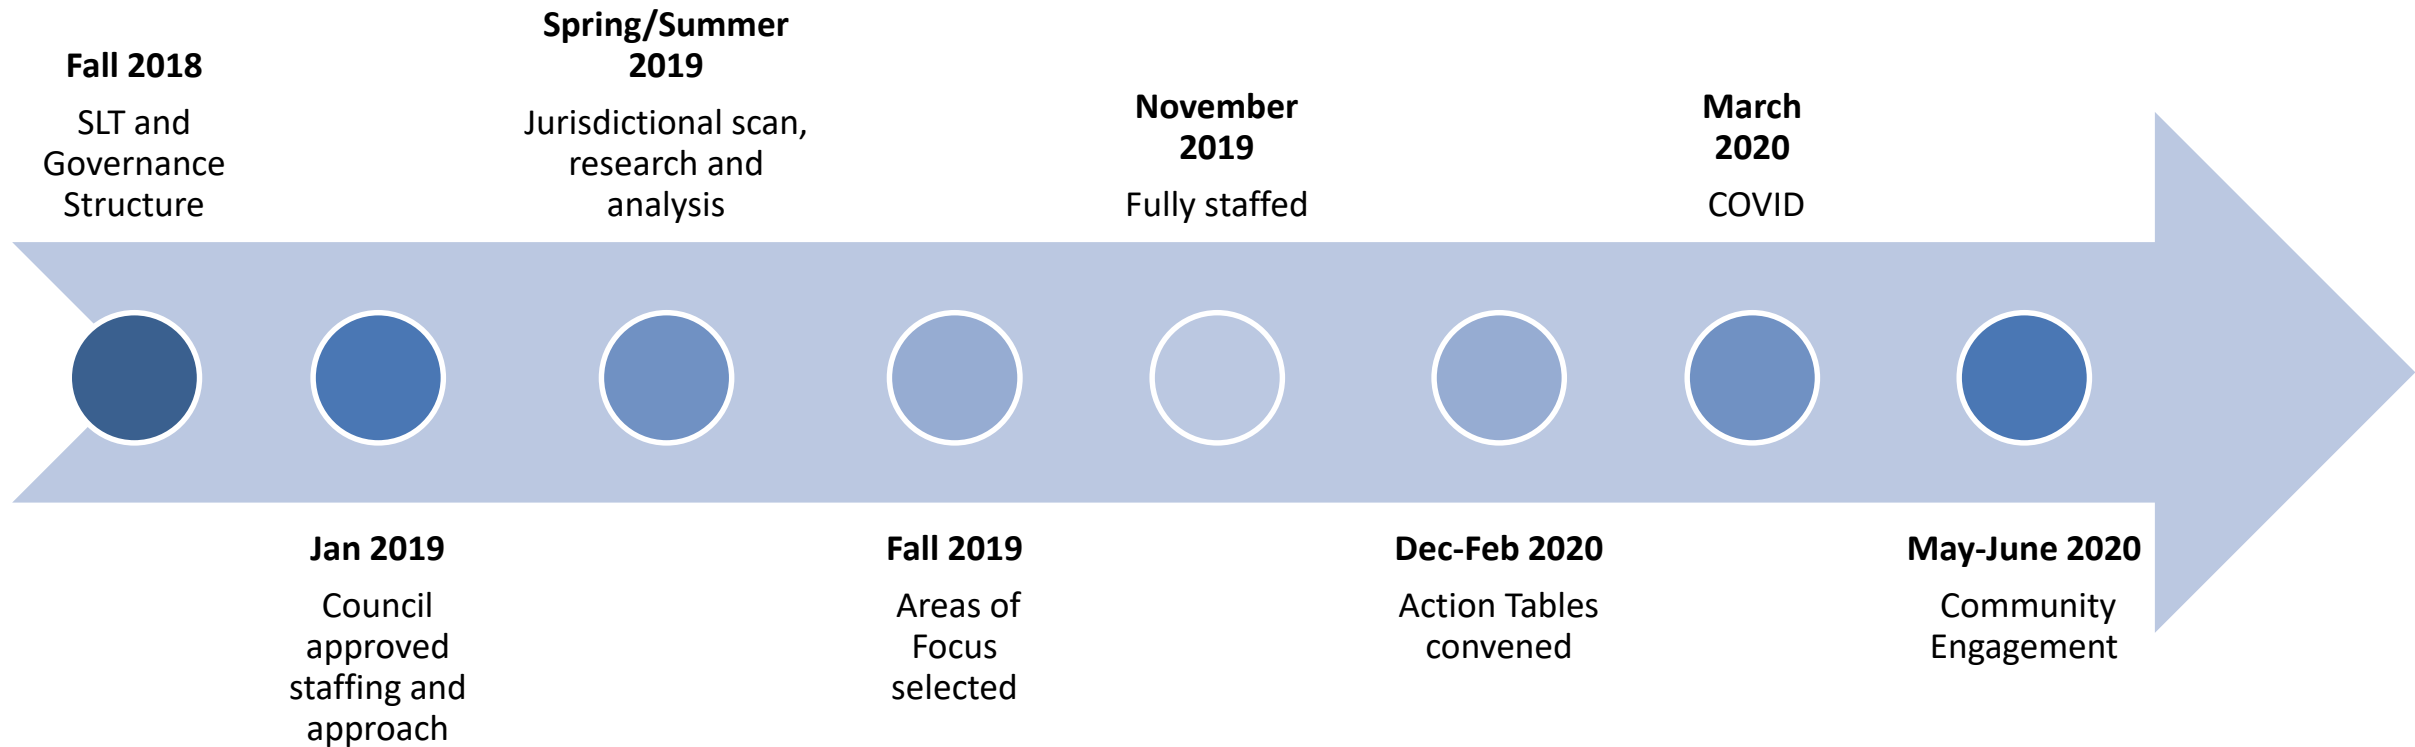 Fall 2018
SLT and
Governance
Structure
Jan 2019
Council
approved
staffing and
approach
Spring/Summer
2019
Jurisdictional scan,
research and
analysis
Fall 2019
Areas of
Focus
selected
November
2019
Fully staffed
Dec-Feb 2020
Action Tables
convened
March
2020
COVID
May-June 2020
Community
Engagement